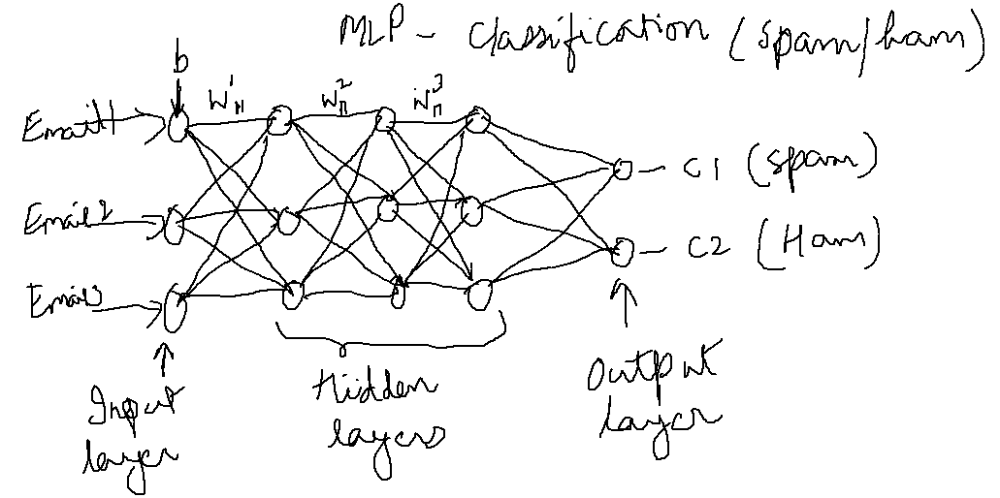 MLP - Classification (Spam/ham)
b
W¹₁₁ W²₁₁ W³₁₁
Email1
Email2
Email3
C1 (Spam)
C2 (Ham)
Input
layer
Hidden
layers
Output
layer